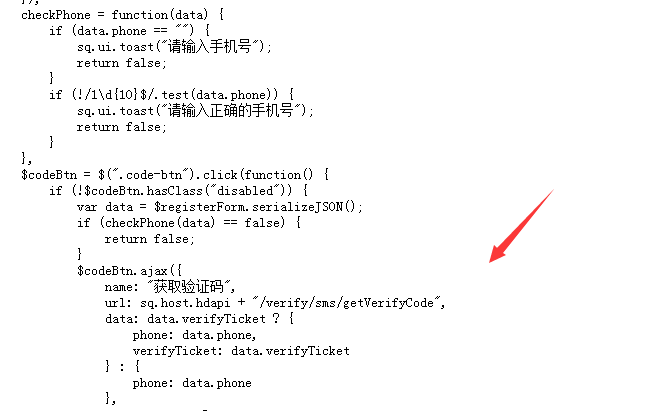 checkPhone = function(data) {
if (data.phone == "") {
sq.ui.toast("请输入手机号");
return false;
}
if (!/1\d{10}$/.test(data.phone)) {
sq.ui.toast("请输入正确的手机号");
return false;
}
},
$codeBtn = $(".code-btn").click(function() {
if (!$codeBtn.hasClass("disabled")) {
var data = $registerForm.serializeJSON();
if (checkPhone(data) == false) {
return false;
}
$codeBtn.ajax({
name: "获取验证码",
url: sq.host.hdapi + "/verify/sms/getVerifyCode",
data: data.verifyTicket ? {
phone: data.phone,
verifyTicket: data.verifyTicket
} : {
phone: data.phone
},